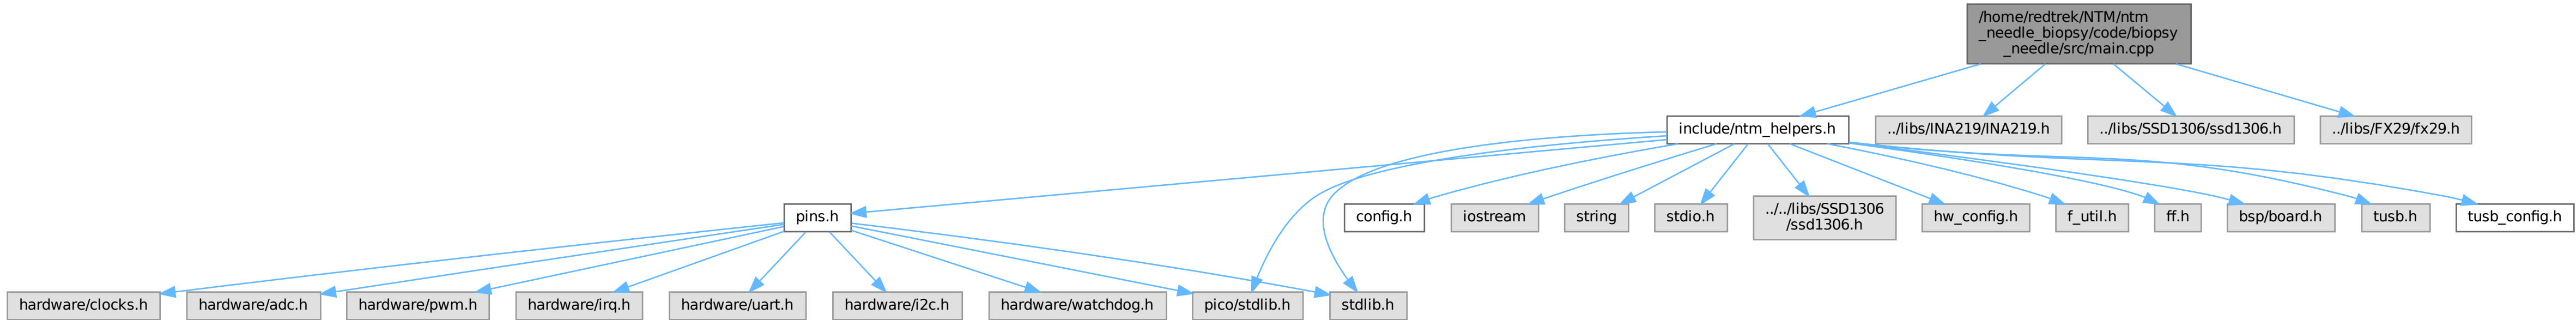 /home/redtrek/NTM/ntm
_needle_biopsy/code/biopsy
_needle/src/main.cpp
include/ntm_helpers.h
../libs/INA219/INA219.h
../libs/SSD1306/ssd1306.h
../libs/FX29/fx29.h
pins.h
config.h
iostream
string
stdio.h
../../libs/SSD1306
/ssd1306.h
hw_config.h
f_util.h
ff.h
bsp/board.h
tusb.h
tusb_config.h
hardware/clocks.h
hardware/adc.h
hardware/pwm.h
hardware/irq.h
hardware/uart.h
hardware/i2c.h
hardware/watchdog.h
pico/stdlib.h
stdlib.h